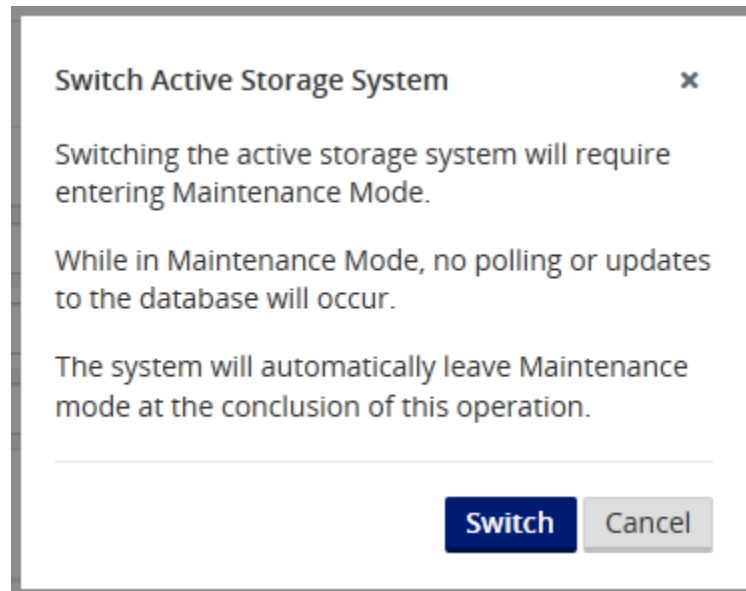 Switch Active Storage System ×
Switching the active storage system will require
entering Maintenance Mode.
While in Maintenance Mode, no polling or updates
to the database will occur.
The system will automatically leave Maintenance
mode at the conclusion of this operation.
Switch Cancel